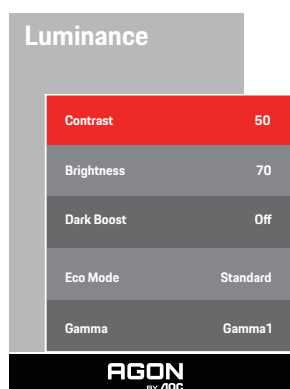 Luminance
Contrast 50
Brightness 70
Dark Boost Off
Eco Mode Standard
Gamma Gamma1
AGON
BY AOC